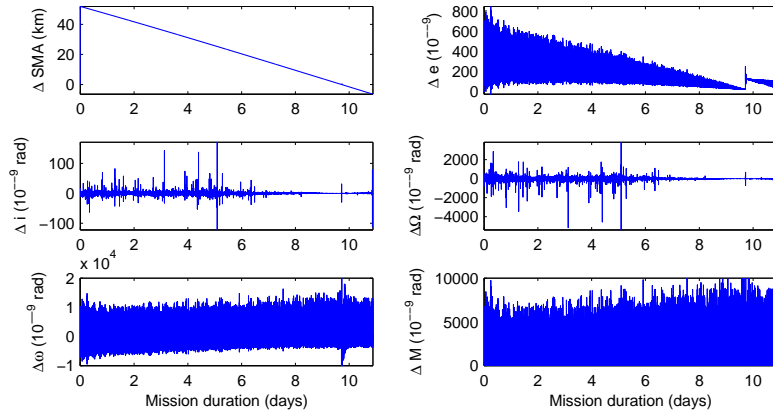 Δ SMA (km)
40
20
0
0 2 4 6 8 10
Δ e (10⁻⁻⁹)
800
600
400
200
0
0 2 4 6 8 10
Δ i (10⁻⁻⁹ rad)
100
0
−100
0 2 4 6 8 10
ΔΩ (10⁻⁻⁹ rad)
2000
0
−2000
−4000
0 2 4 6 8 10
x 10⁴
Δω (10⁻⁻⁹ rad)
2
1
0
−1
0 2 4 6 8 10
Mission duration (days)
Δ M (10⁻⁻⁹ rad)
10000
5000
0
0 2 4 6 8 10
Mission duration (days)